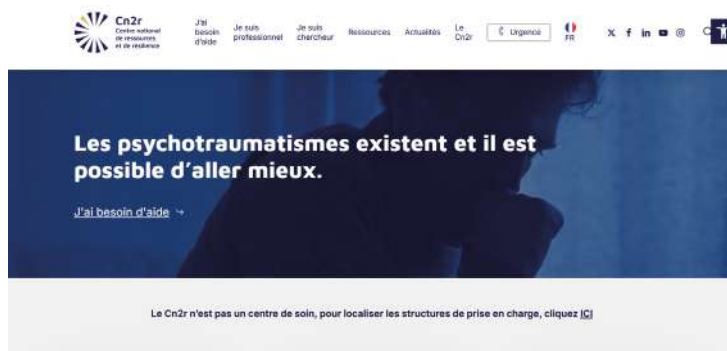 Cn2r
Centre national
de ressources
et de résilience
J'ai
besoin
d'aide
Je suis
professionnel
Je suis
chercheur
Ressources
Actualités
Le
Cn2r
Urgence
FR
Les psychotraumatismes existent et il est
possible d'aller mieux.
J'ai besoin d'aide
Le Cn2r n'est pas un centre de soin, pour localiser les structures de prise en charge, cliquez ICI